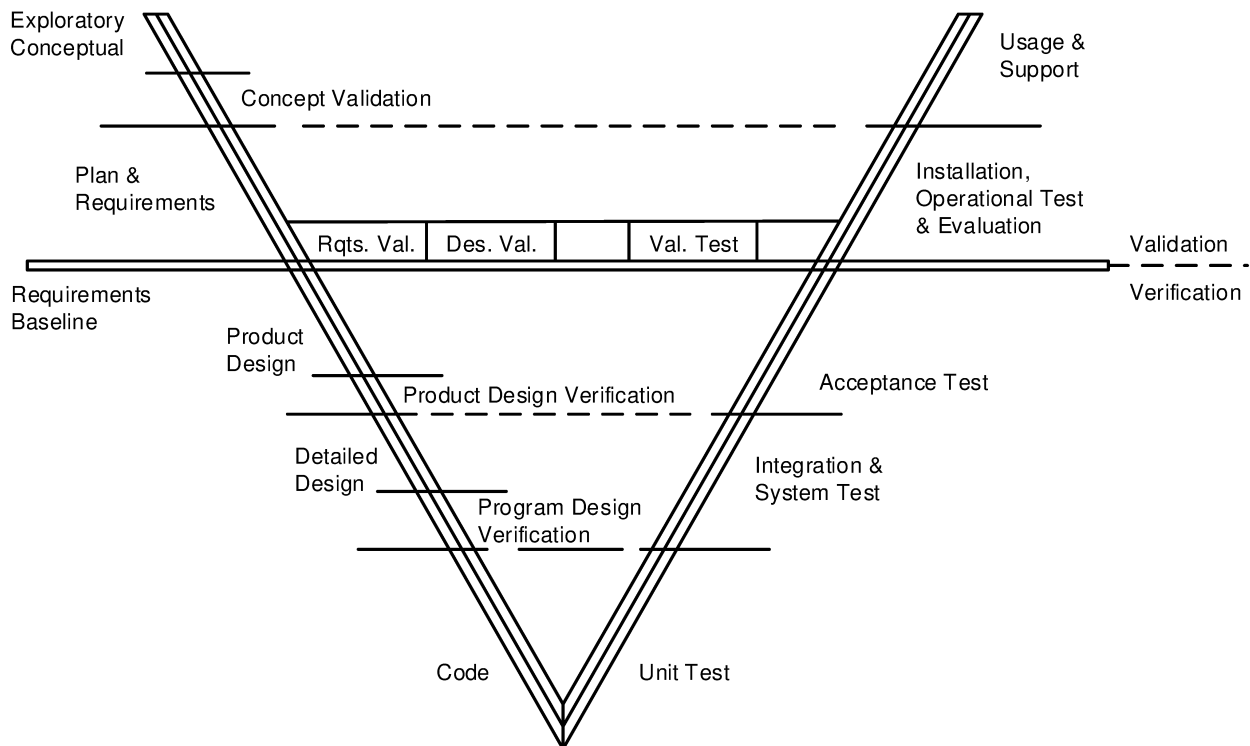 Exploratory
Conceptual
Usage &
Support
Concept Validation
Plan &
Requirements
Installation,
Operational Test
& Evaluation
Rqts. Val.
Des. Val.
Val. Test
Validation
Verification
Requirements
Baseline
Product
Design
Product Design Verification
Acceptance Test
Detailed
Design
Integration &
System Test
Program Design
Verification
Code
Unit Test